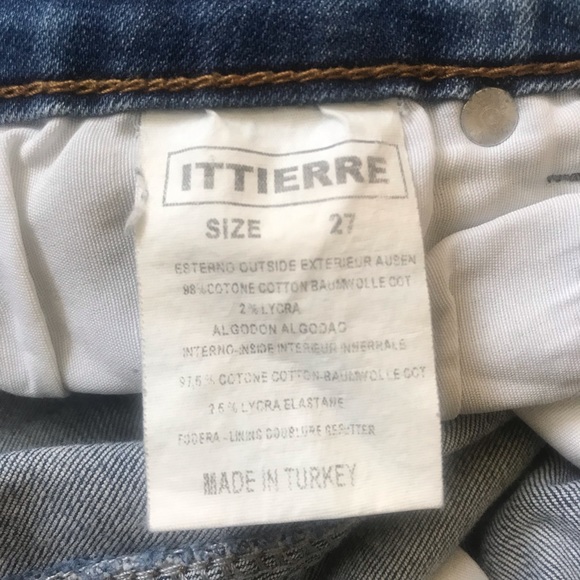 ITTIERRE
SIZE 27
ESTERNO OUTSIDE EXTERIEUR AUSEN
98% COTONE COTTON BAUMWOLLE COT
2% LYCRA
ALGODON ALGODAO
INTERNO-INSIDE INTERIEUR INNERRALE
97,5% COTONE COTTON-BAUMWOLLE COT
2.5% LYCRA ELASTANE
FODERA - LINING DOUBLURE
MADE IN TURKEY